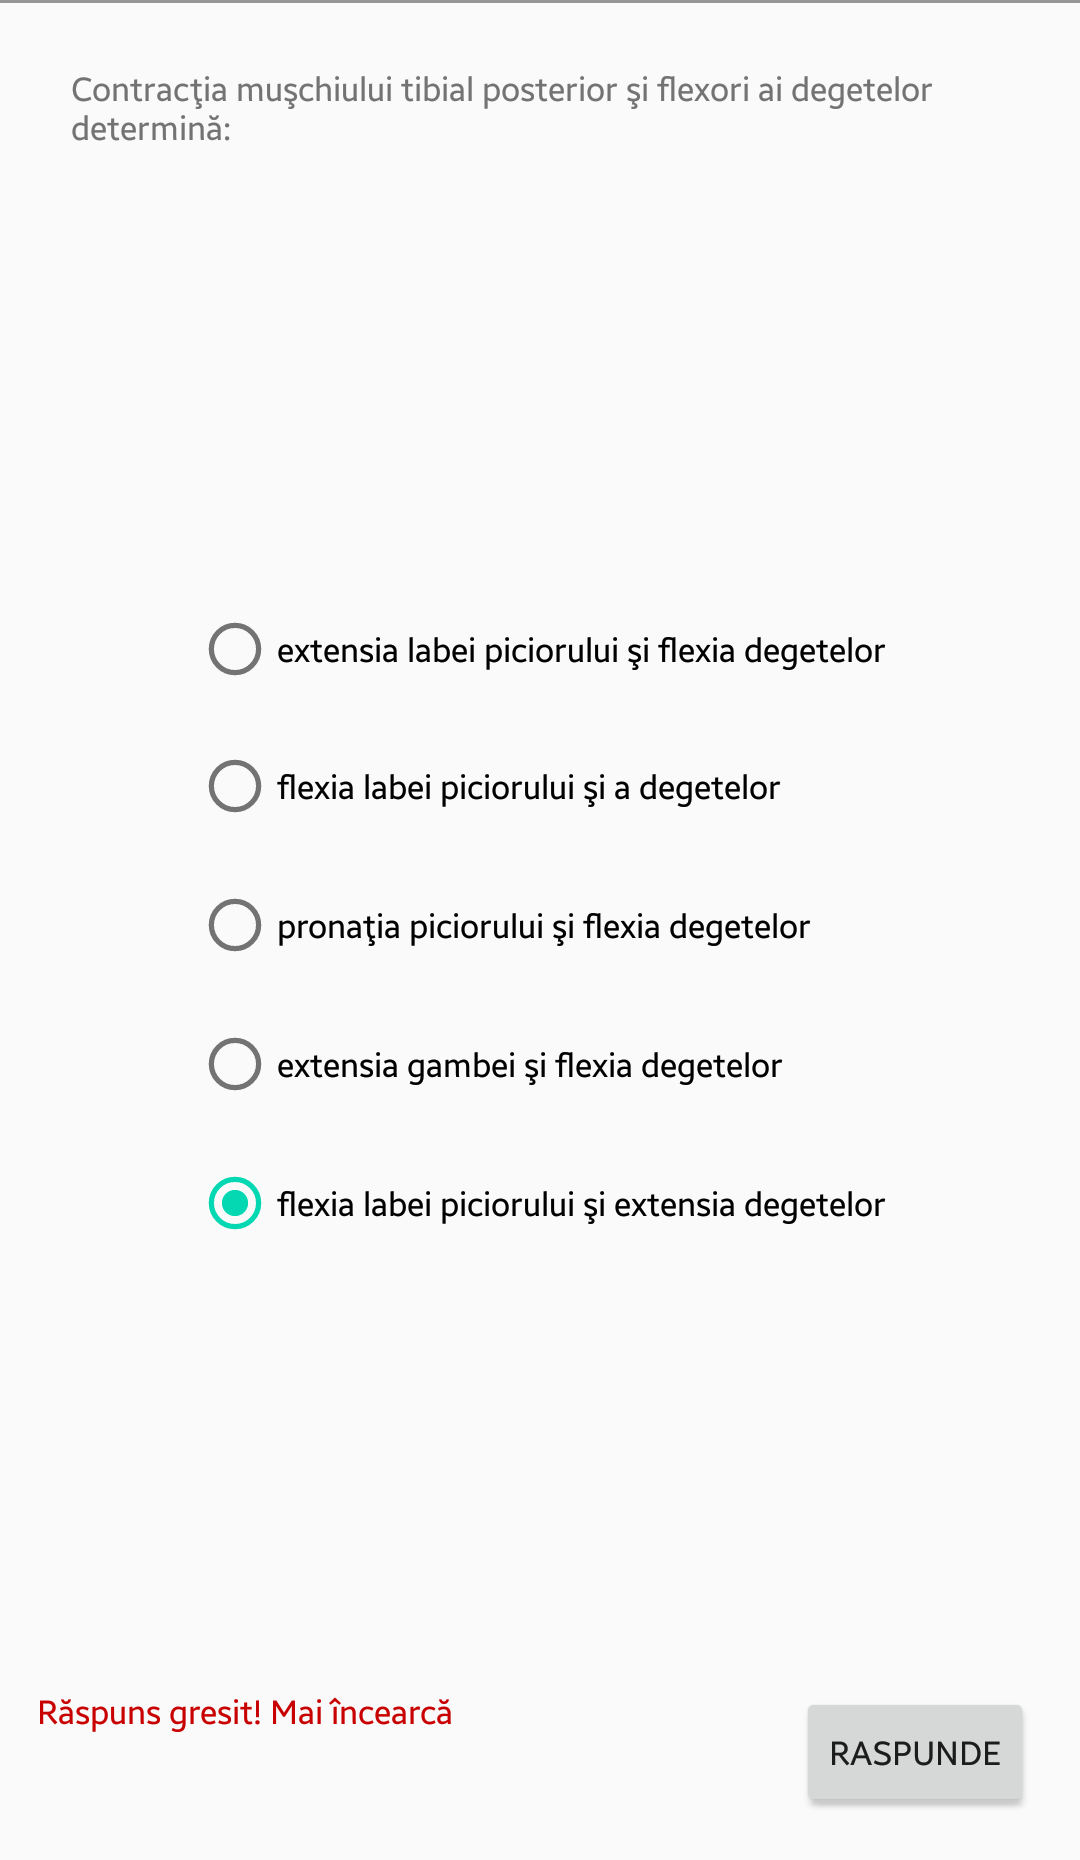 Contracţia muşchiului tibial posterior şi flexori ai degetelor
determină:
extensia labei piciorului şi flexia degetelor
flexia labei piciorului şi a degetelor
pronaţia piciorului şi flexia degetelor
extensia gambei şi flexia degetelor
flexia labei piciorului şi extensia degetelor
Răspuns gresit! Mai încearcă
RASPUNDE